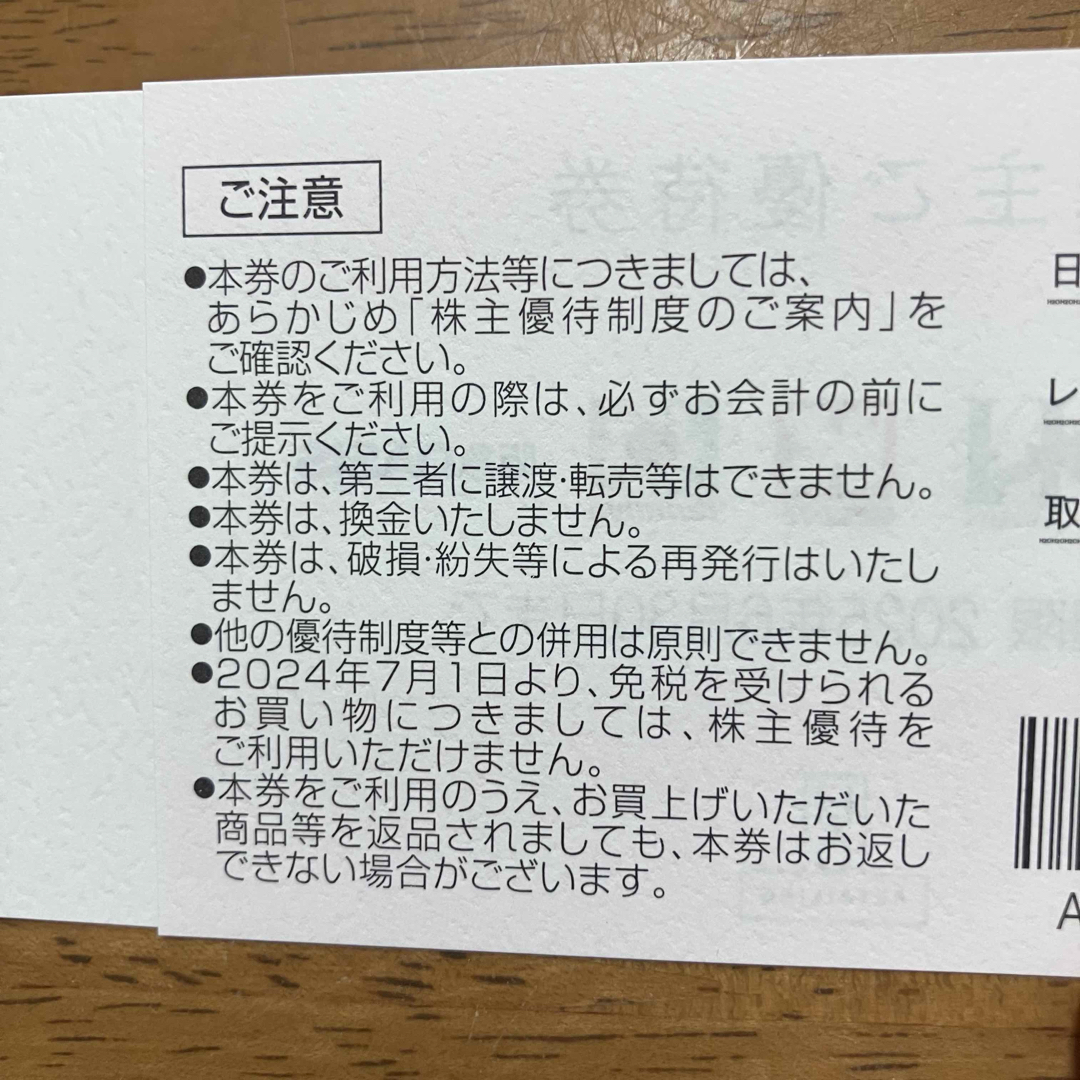 ご注意
●本券のご利用方法等につきましては、
あらかじめ「株主優待制度のご案内」を
ご確認ください。
●本券をご利用の際は、必ずお会計の前に
ご提示ください。
●本券は、第三者に譲渡・転売等はできません。
●本券は、換金いたしません。
●本券は、破損・紛失等による再発行はいたし
ません。
●他の優待制度等との併用は原則できません。
●2024年7月1日より、免税を受けられる
お買い物につきましては、株主優待を
ご利用いただけません。
●本券をご利用のうえ、お買上げいただいた
商品等を返品されましても、本券はお返し
できない場合がございます。
日
レ
取
A